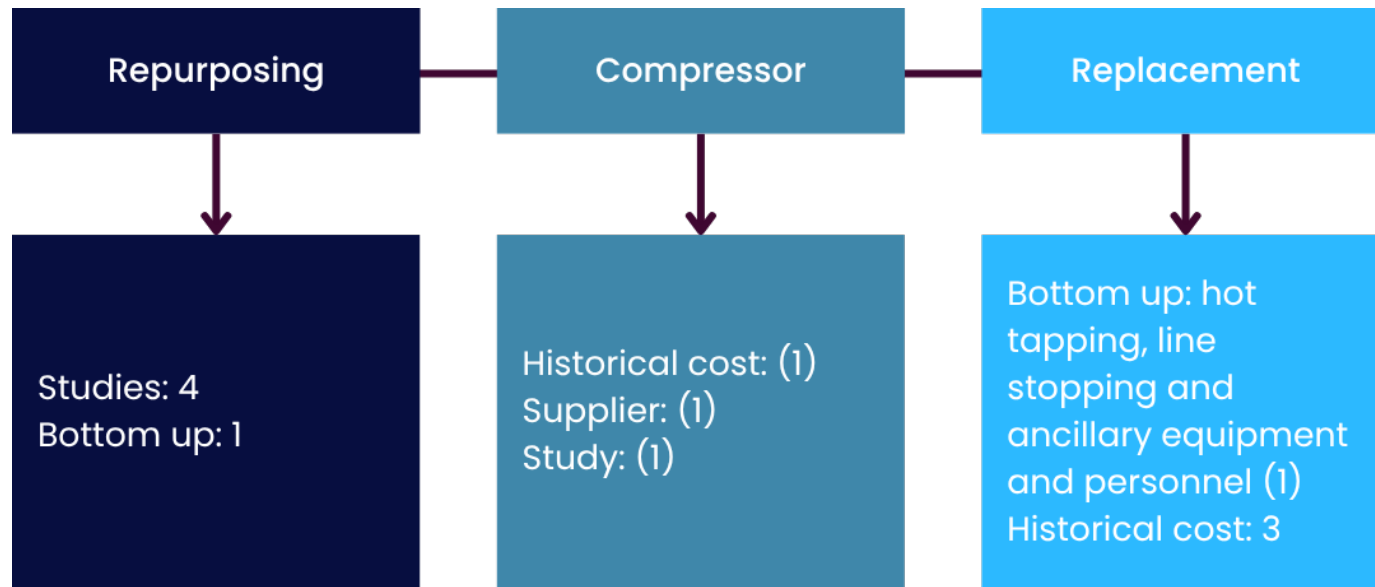 Repurposing
Compressor
Replacement
Studies: 4
Bottom up: 1
Historical cost: (1)
Supplier: (1)
Study: (1)
Bottom up: hot
tapping, line
stopping and
ancillary equipment
and personnel (1)
Historical cost: 3